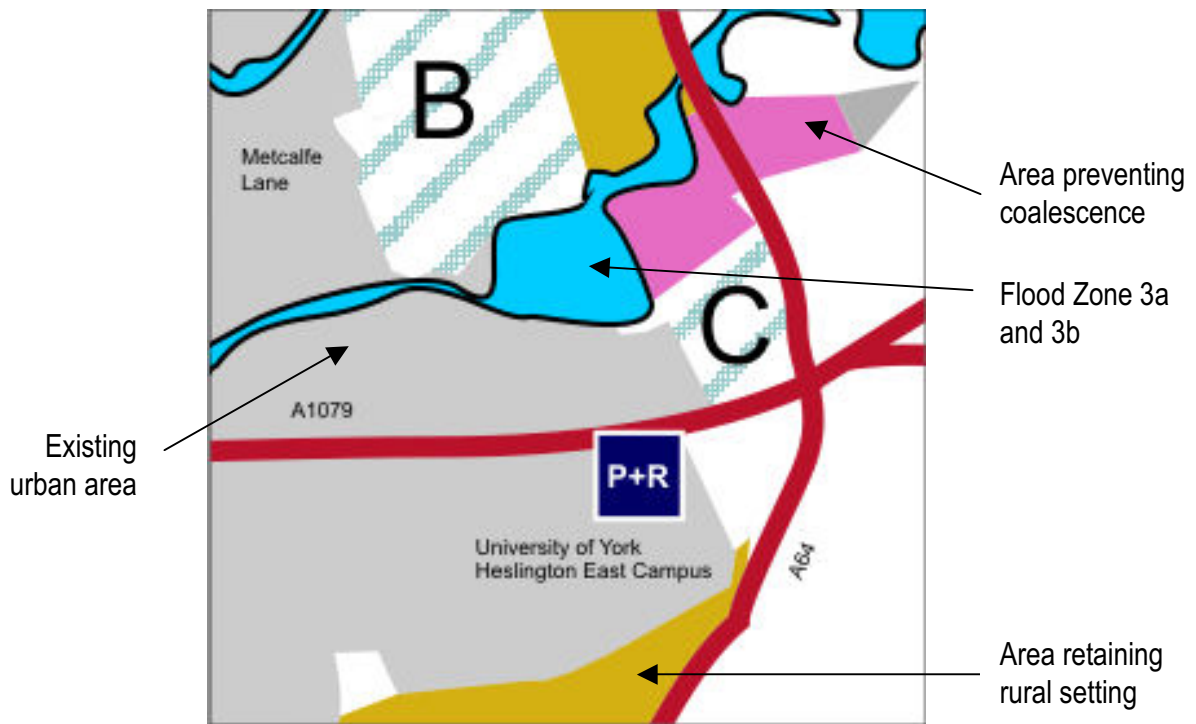 B
Metcalfe
Lane
Area preventing
coalescence
Flood Zone 3a
and 3b
C
A1079
Existing
urban area
P+R
University of York
Heslington East Campus
A64
Area retaining
rural setting